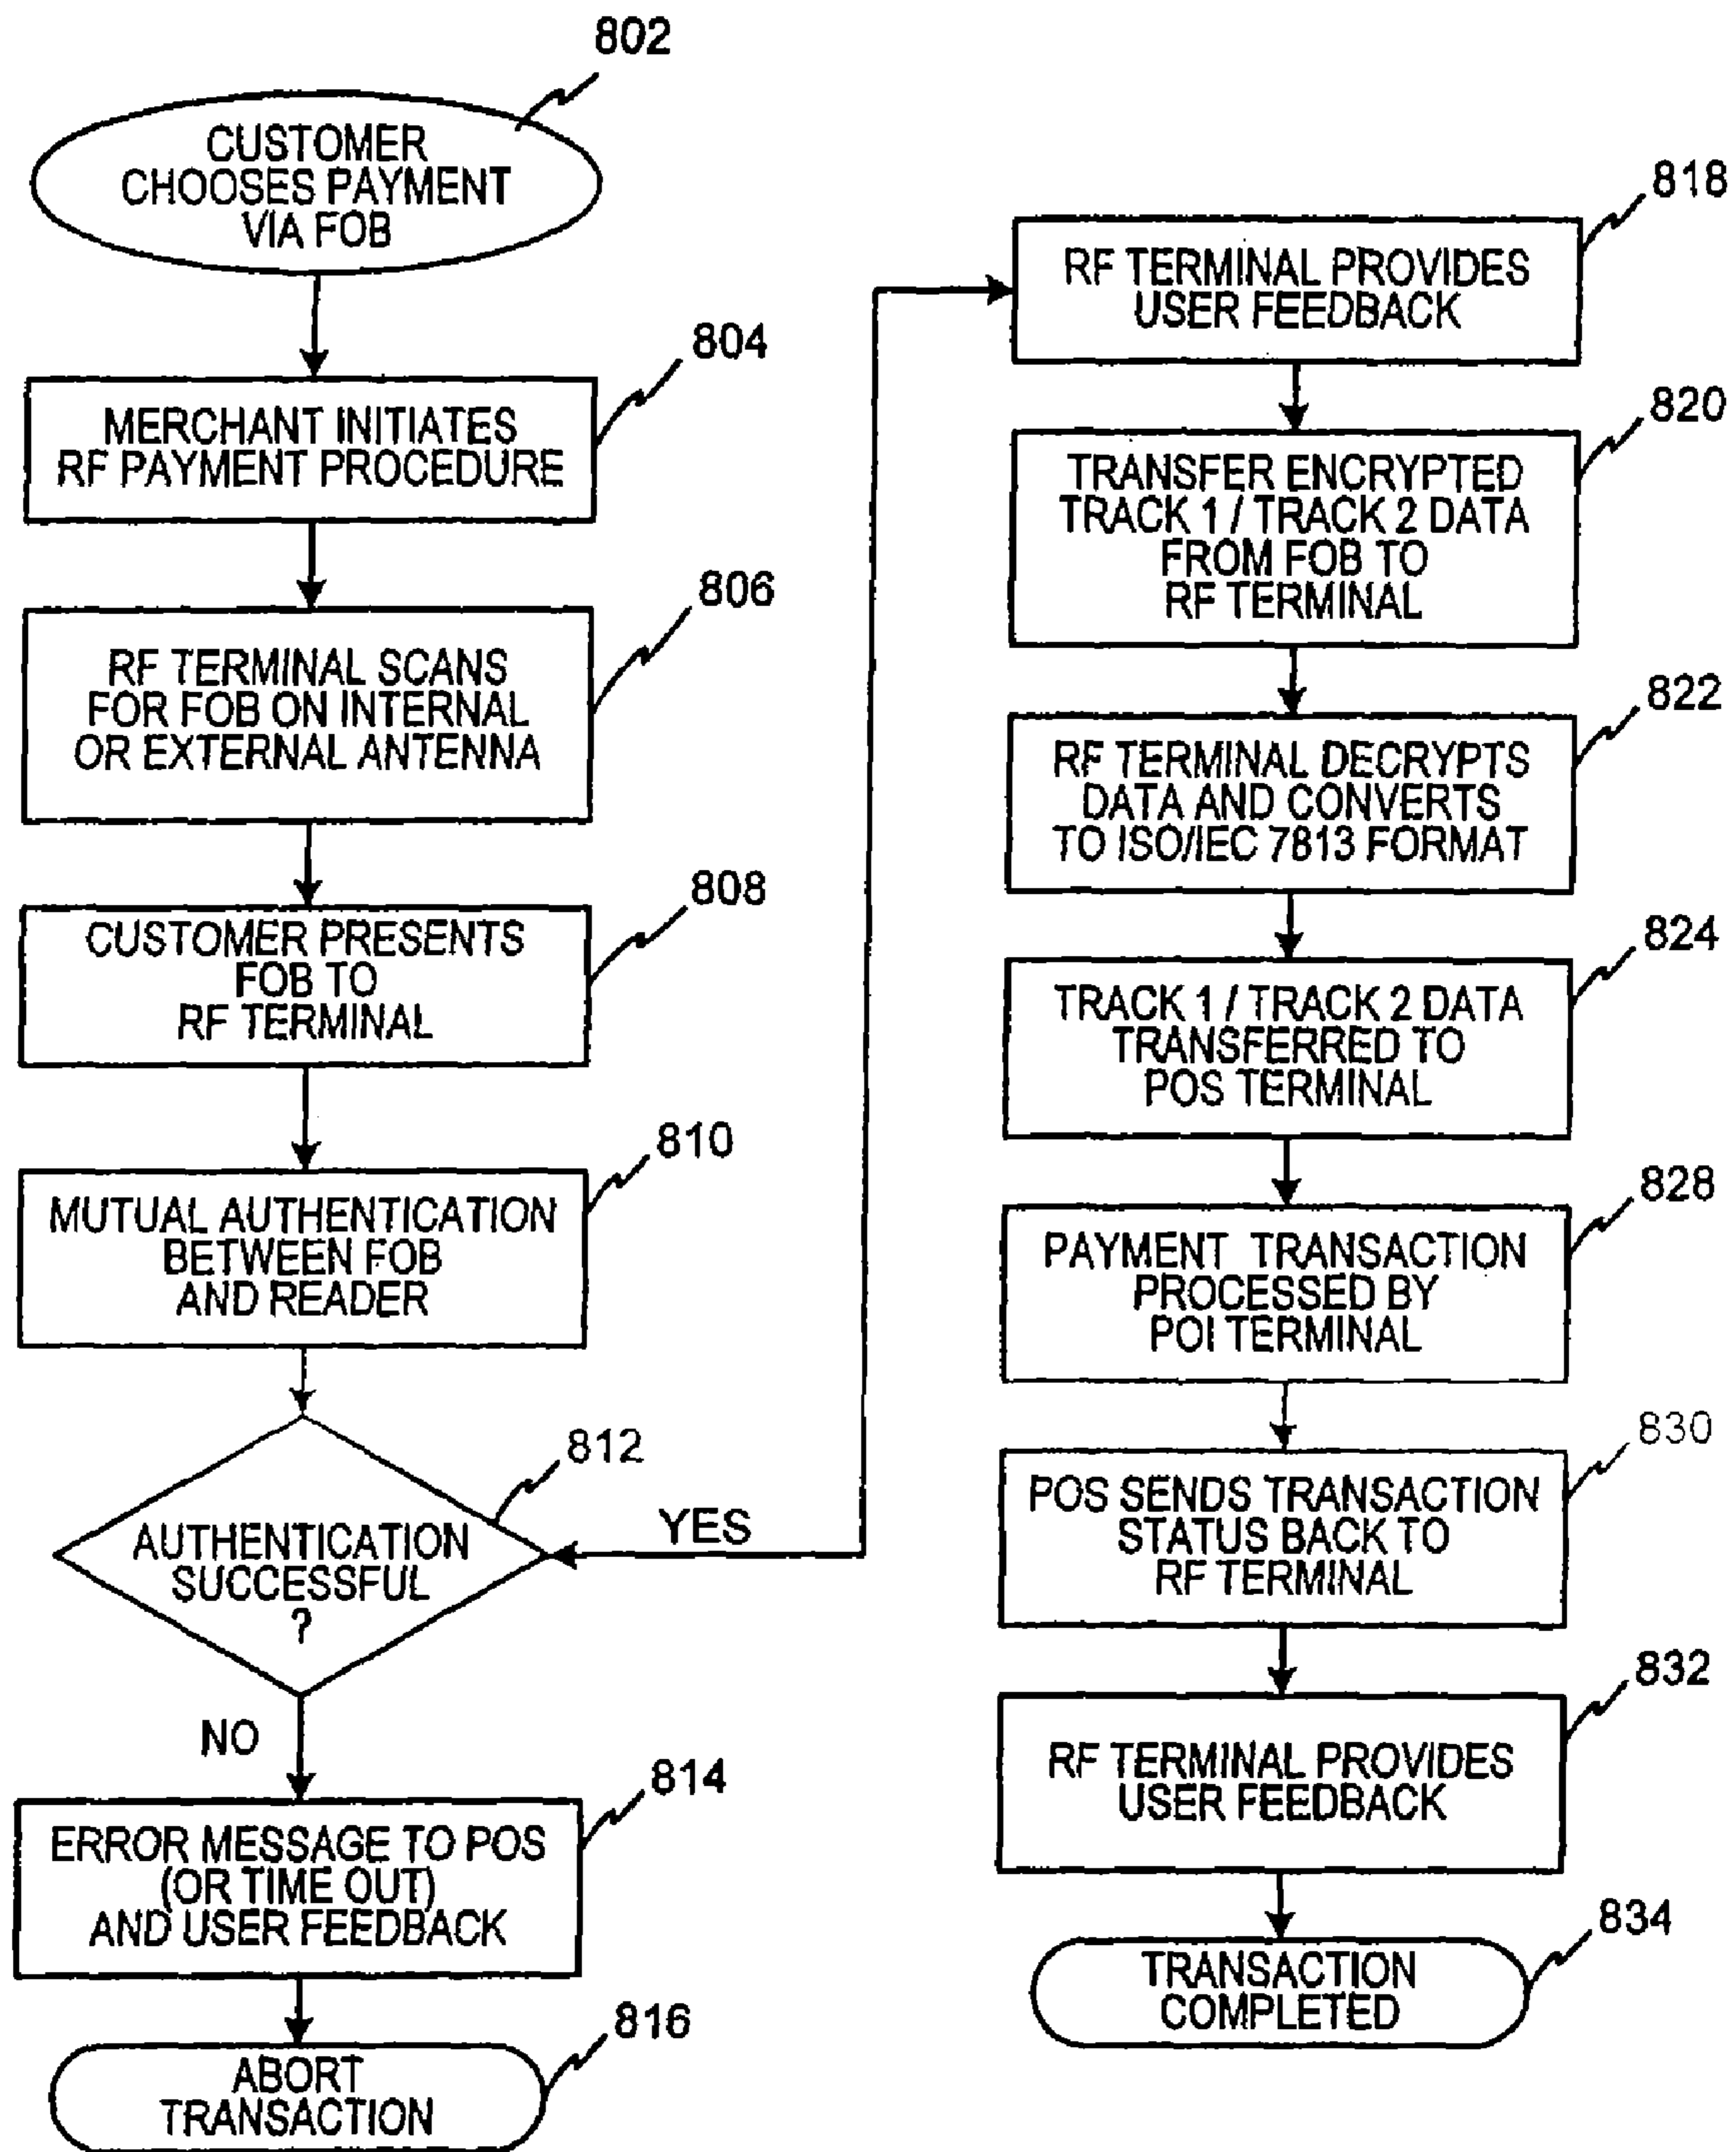 802
CUSTOMER
CHOOSES PAYMENT
VIA FOB
804
MERCHANT INITIATES
RF PAYMENT PROCEDURE
806
RF TERMINAL SCANS
FOR FOB ON INTERNAL
OR EXTERNAL ANTENNA
808
CUSTOMER PRESENTS
FOB TO
RF TERMINAL
810
MUTUAL AUTHENTICATION
BETWEEN FOB
AND READER
812
AUTHENTICATION
SUCCESSFUL
?
YES
NO
814
ERROR MESSAGE TO POS
(OR TIME OUT)
AND USER FEEDBACK
816
ABORT
TRANSACTION
818
RF TERMINAL PROVIDES
USER FEEDBACK
820
TRANSFER ENCRYPTED
TRACK 1 / TRACK 2 DATA
FROM FOB TO
RF TERMINAL
822
RF TERMINAL DECRYPTS
DATA AND CONVERTS
TO ISO/IEC 7813 FORMAT
824
TRACK 1 / TRACK 2 DATA
TRANSFERRED TO
POS TERMINAL
828
PAYMENT TRANSACTION
PROCESSED BY
POI TERMINAL
830
POS SENDS TRANSACTION
STATUS BACK TO
RF TERMINAL
832
RF TERMINAL PROVIDES
USER FEEDBACK
834
TRANSACTION
COMPLETED